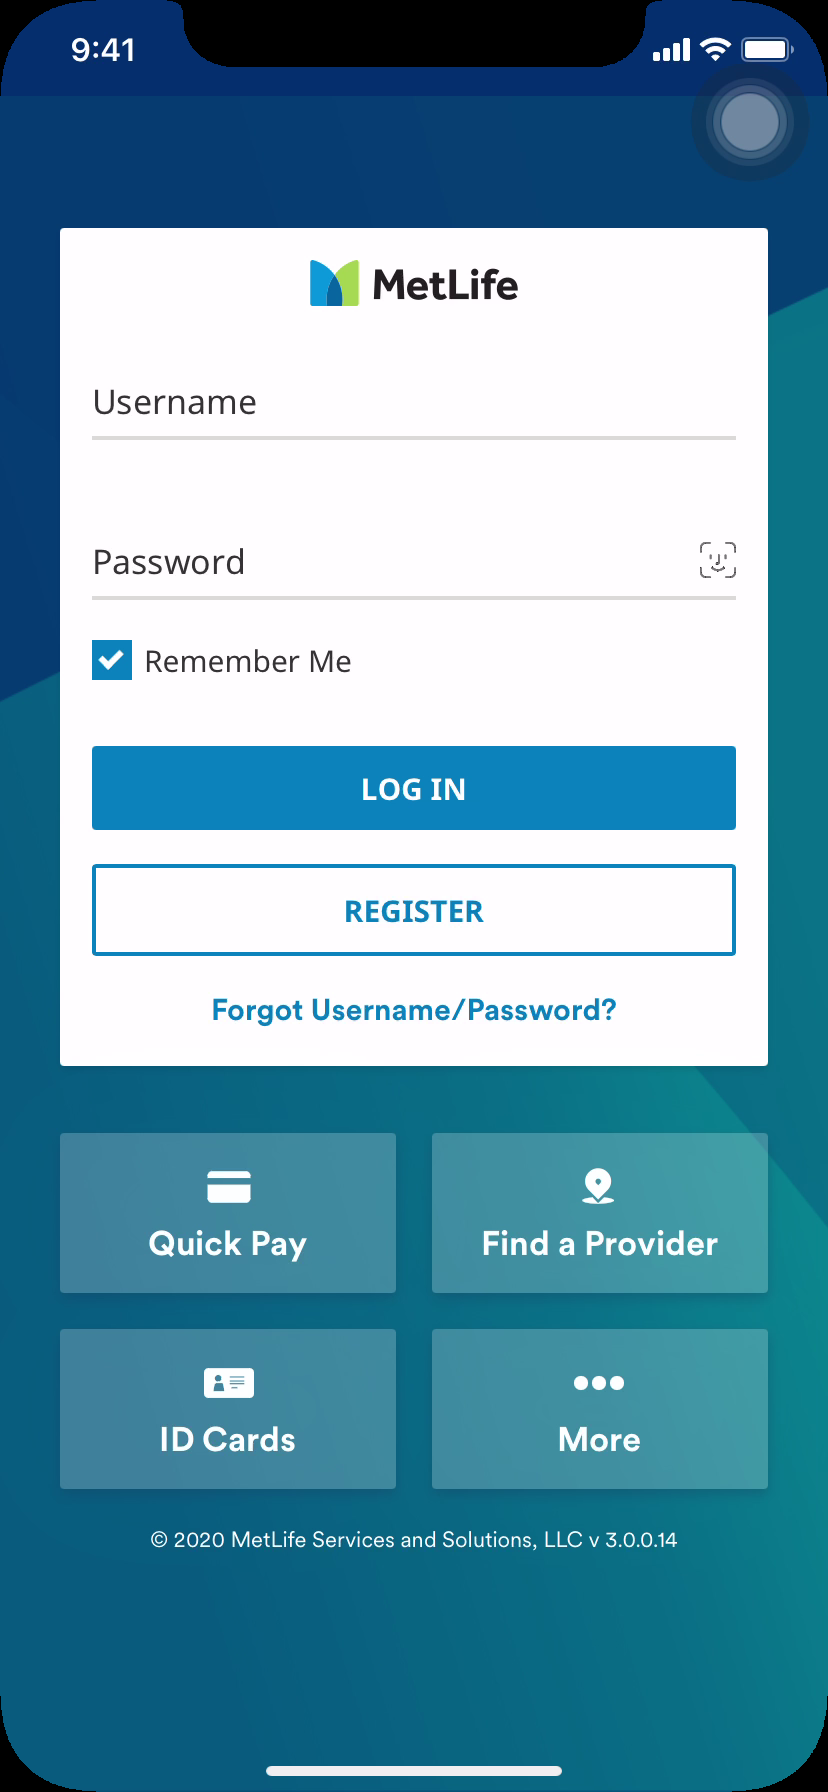 9:41
MetLife
Username
Password
Remember Me
LOG IN
REGISTER
Forgot Username/Password?
Quick Pay
Find a Provider
ID Cards
More
© 2020 MetLife Services and Solutions, LLC v 3.0.0.14